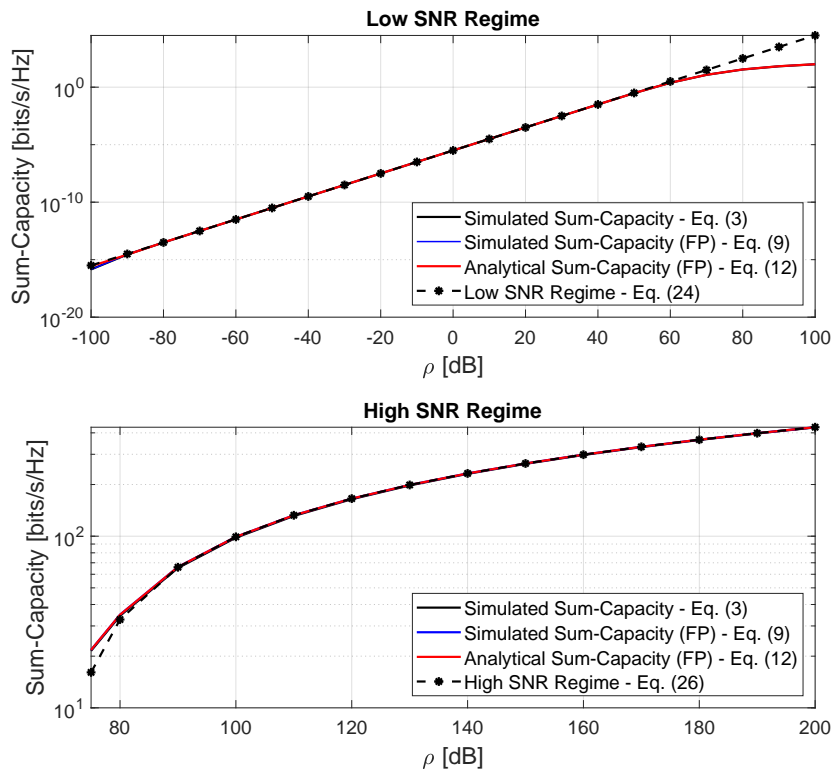 Low SNR Regime
Sum-Capacity [bits/s/Hz]
10^0
10^-10
10^-20
Simulated Sum-Capacity - Eq. (3)
Simulated Sum-Capacity (FP) - Eq. (9)
Analytical Sum-Capacity (FP) - Eq. (12)
Low SNR Regime - Eq. (24)
-100 -80 -60 -40 -20 0 20 40 60 80 100
ρ [dB]
High SNR Regime
Sum-Capacity [bits/s/Hz]
10^2
10^1
Simulated Sum-Capacity - Eq. (3)
Simulated Sum-Capacity (FP) - Eq. (9)
Analytical Sum-Capacity (FP) - Eq. (12)
High SNR Regime - Eq. (26)
80 100 120 140 160 180 200
ρ [dB]